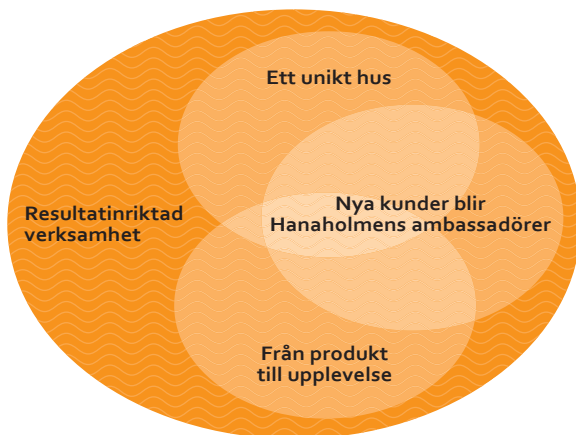 Ett unikt hus
Nya kunder blir
Hanaholmens ambassadörer
Resultatinriktad
verksamhet
Från produkt
till upplevelse